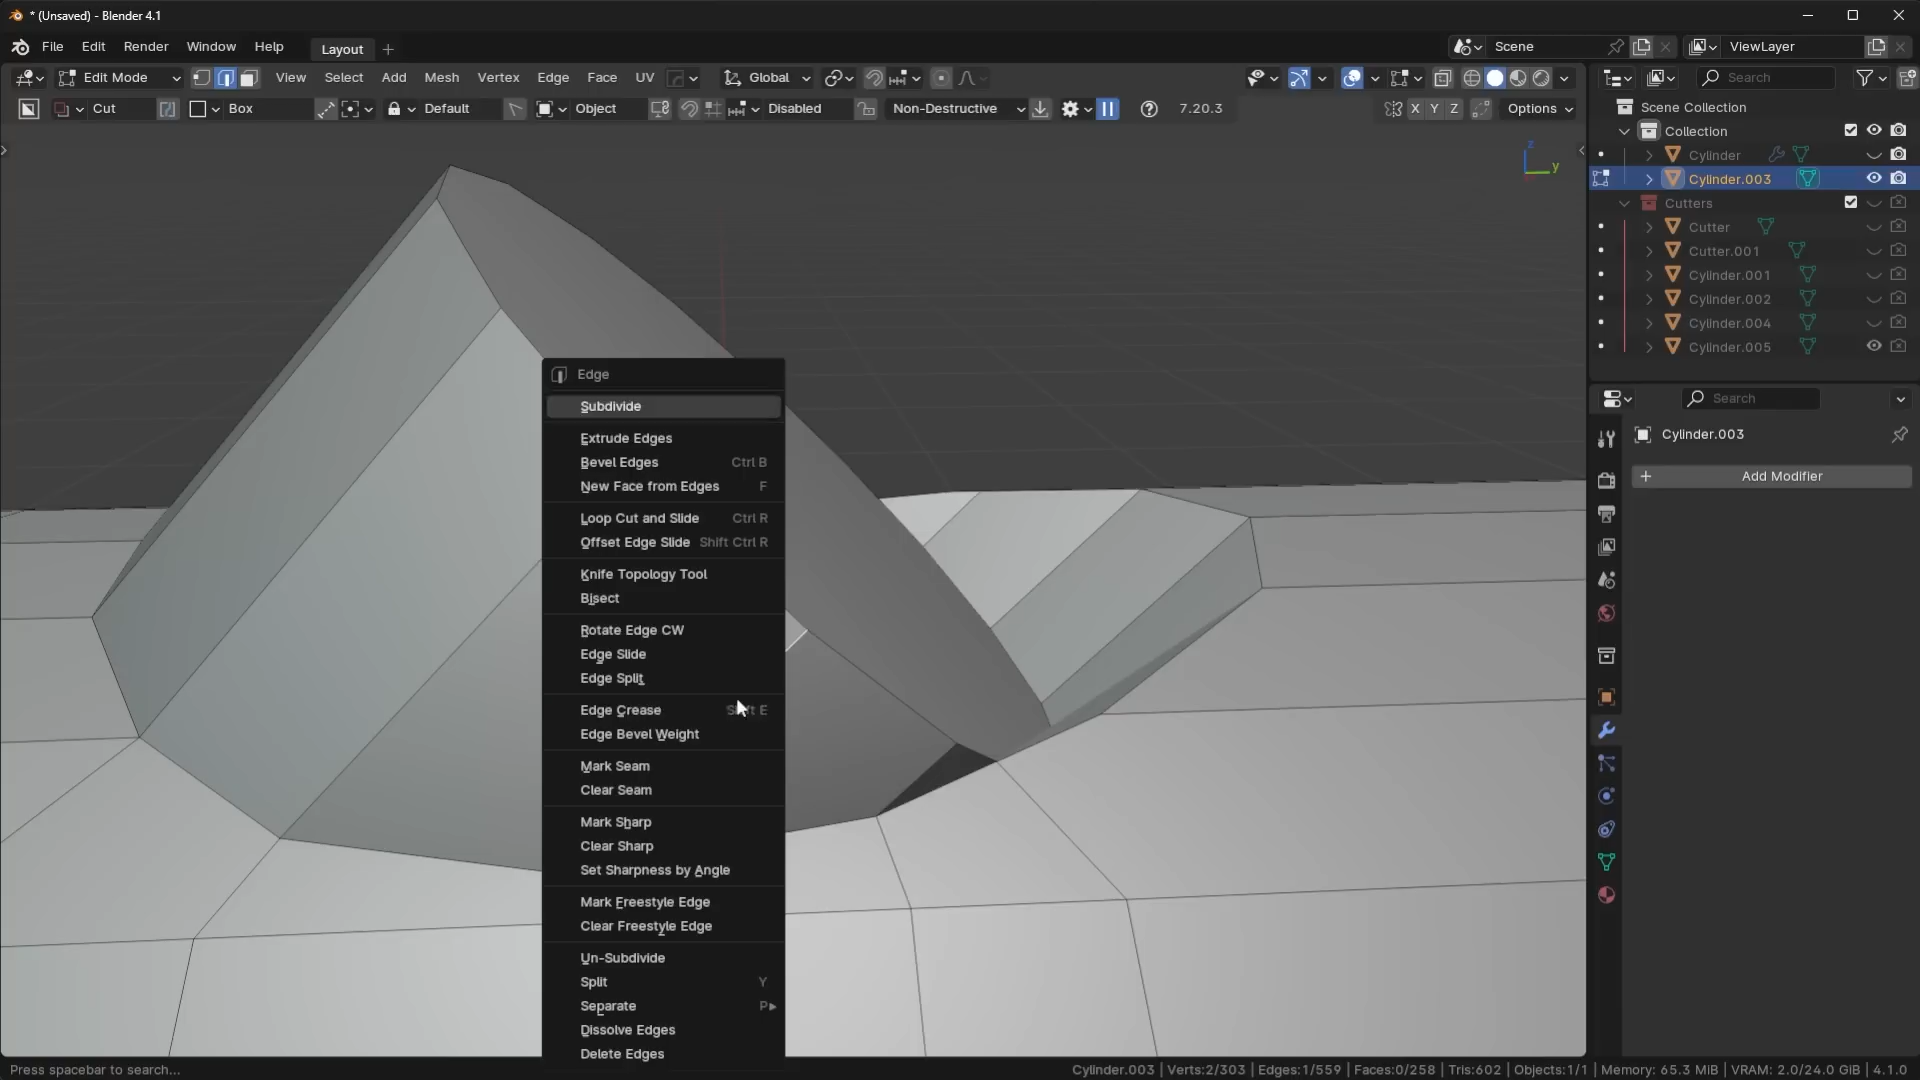 * (Unsaved) - Blender 4.1
File Edit Render Window Help
Layout
Scene
ViewLayer
Edit Mode
View Select Add Mesh Vertex Edge Face UV
Global
Search
Cut
Box
Default
Object
Disabled
Non-Destructive
7.20.3
X Y Z
Options
Scene Collection
Collection
Cylinder
Cylinder.003
Cutters
Cutter
Cutter.001
Cylinder.001
Cylinder.002
Cylinder.004
Cylinder.005
z
y
Edge
Subdivide
Extrude Edges
Bevel Edges Ctrl B
New Face from Edges F
Loop Cut and Slide Ctrl R
Offset Edge Slide Shift Ctrl R
Knife Topology Tool
Bisect
Rotate Edge CW
Edge Slide
Edge Split
Edge Crease
Edge Bevel Weight
Mark Seam
Clear Seam
Mark Sharp
Clear Sharp
Set Sharpness by Angle
Mark Freestyle Edge
Clear Freestyle Edge
Un-Subdivide
Split Y
Separate P
Dissolve Edges
Delete Edges
Search
Cylinder.003
Add Modifier
Press spacebar to search...
Cylinder.003 | Verts:2/303 | Edges:1/559 | Faces:0/258 | Tris:602 | Objects:1/1 | Memory: 65.3 MiB | VRAM: 2.0/24.0 GiB | 4.1.0